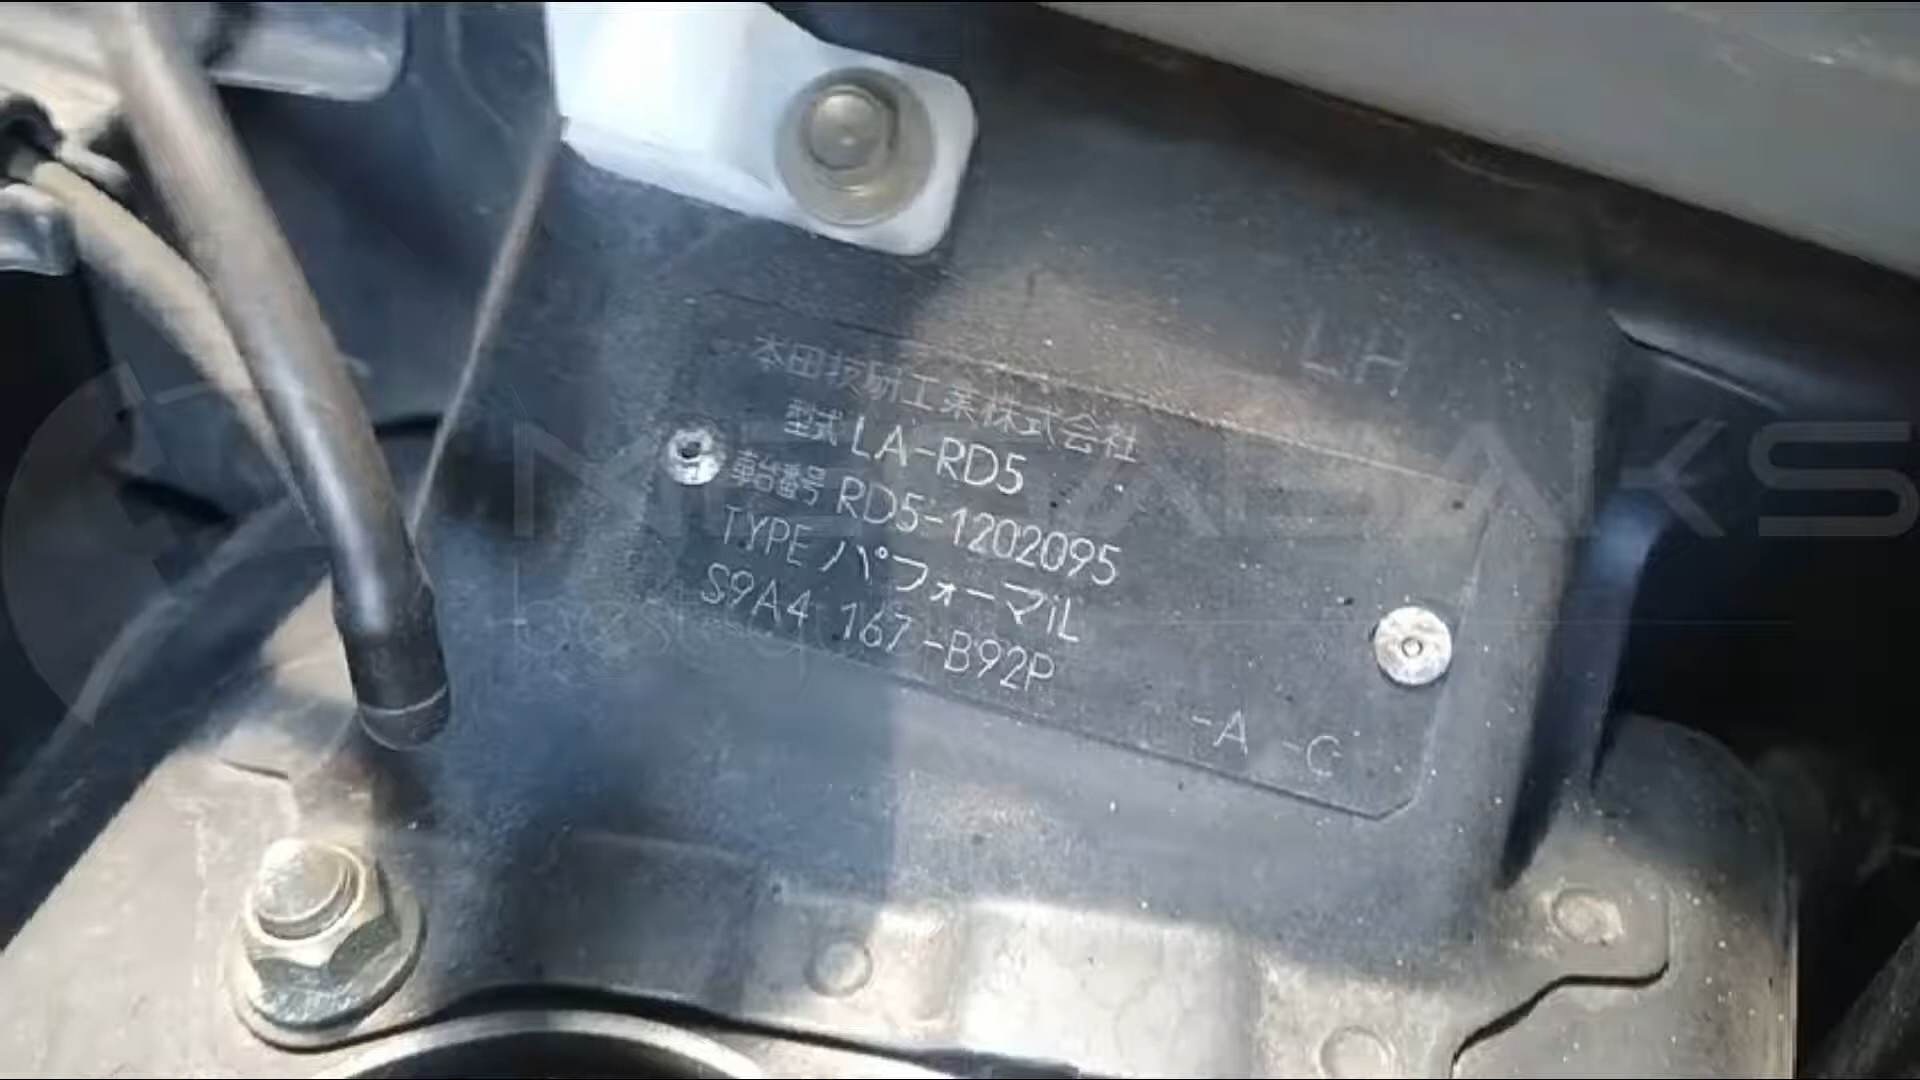 LH
本田技研工業株式会社
型式 LA-RD5
車台番号 RD5-1202095
TYPE パフォーマiL
S9A4 167-B92P
-A -C